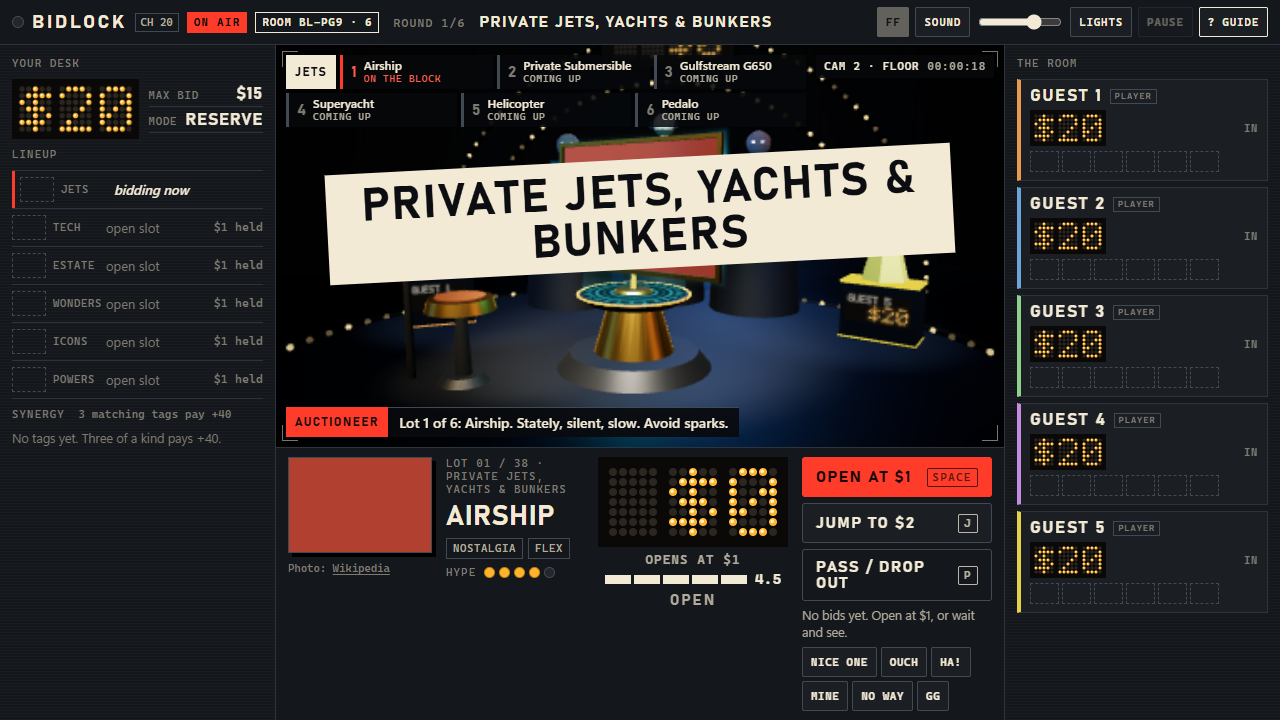 BIDLOCK CH 20 ON AIR ROOM BL-PG9 · 6 ROUND 1/6 PRIVATE JETS, YACHTS & BUNKERS FF SOUND LIGHTS PAUSE ? GUIDE
YOUR DESK
$20
MAX BID $15
MODE RESERVE
LINEUP
JETS bidding now
TECH open slot $1 held
ESTATE open slot $1 held
WONDERS open slot $1 held
ICONS open slot $1 held
POWERS open slot $1 held
SYNERGY 3 matching tags pay +40
No tags yet. Three of a kind pays +40.
JETS
1 Airship
ON THE BLOCK
2 Private Submersible
COMING UP
3 Gulfstream G650
COMING UP
4 Superyacht
COMING UP
5 Helicopter
COMING UP
6 Pedalo
COMING UP
CAM 2 · FLOOR 00:00:18
PRIVATE JETS, YACHTS &
BUNKERS
GUEST 1
GUEST 5
$20
AUCTIONEER Lot 1 of 6: Airship. Stately, silent, slow. Avoid sparks.
Photo: Wikipedia
LOT 01 / 38 ·
PRIVATE JETS,
YACHTS & BUNKERS
AIRSHIP
NOSTALGIA FLEX
HYPE
$0
OPENS AT $1
4.5
OPEN
OPEN AT $1 SPACE
JUMP TO $2 J
PASS / DROP
OUT P
No bids yet. Open at $1, or wait
and see.
NICE ONE OUCH HA!
MINE NO WAY GG
THE ROOM
GUEST 1 PLAYER
$20 IN
GUEST 2 PLAYER
$20 IN
GUEST 3 PLAYER
$20 IN
GUEST 4 PLAYER
$20 IN
GUEST 5 PLAYER
$20 IN